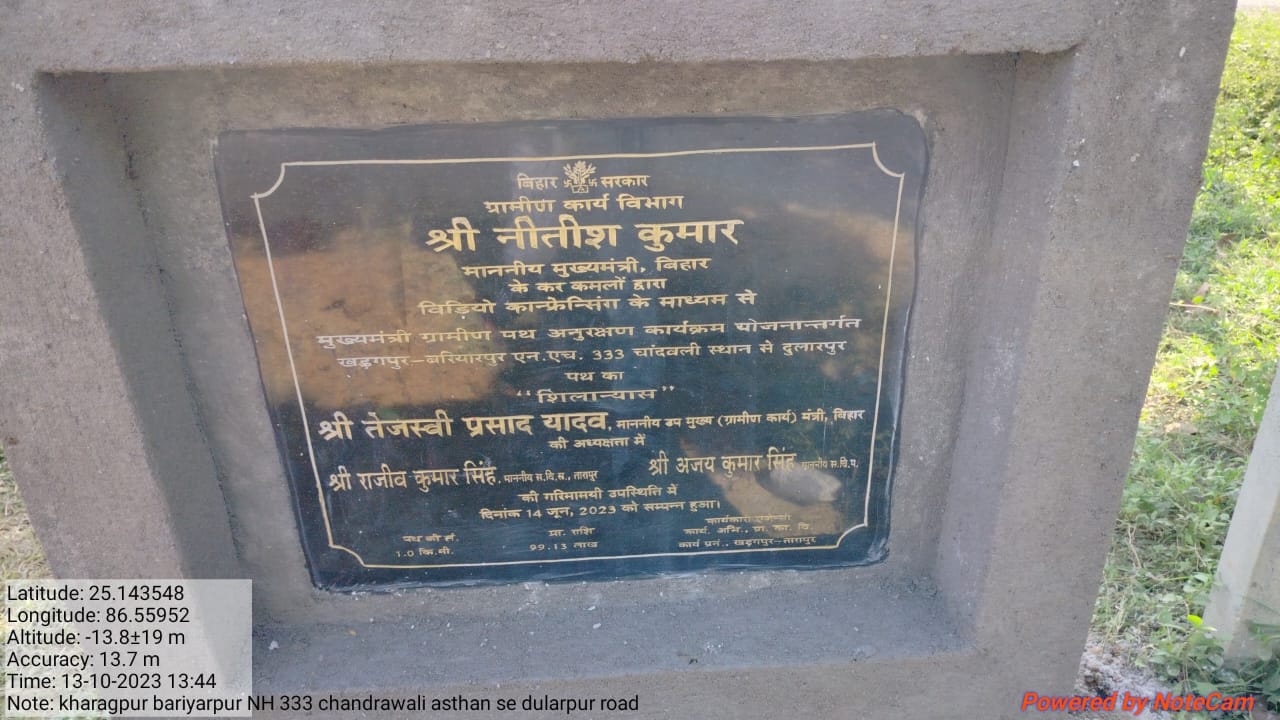 बिहार सरकार
ग्रामीण कार्य विभाग
श्री नीतीश कुमार
माननीय मुख्यमंत्री, बिहार
के कर कमलों द्वारा
विडियो कान्फ्रेन्सिंग के माध्यम से
मुख्यमंत्री ग्रामीण पथ अनुरक्षण कार्यक्रम योजनान्तर्गत
खड़गपुर–बरियारपुर एन.एच. 333 चांदवली स्थान से दुलारपुर
पथ का
‘‘शिलान्यास’’
श्री तेजस्वी प्रसाद यादव, माननीय उप मुख्य (ग्रामीण कार्य) मंत्री, बिहार
की अध्यक्षता में
श्री राजीव कुमार सिंह, माननीय स.वि.स., तारापुर श्री अजय कुमार सिंह माननीय स.वि.प.
की गरिमामयी उपस्थिति में
दिनांक 14 जून, 2023 को सम्पन्न हुआ।
पथ की लं. प्रा. राशि कार्यकारी एजेन्सी
1.0 कि.मी. 99.13 लाख कार्य. अभि., ग्रा. का. वि.
कार्य प्रमं., खड़गपुर–तारापुर
Latitude: 25.143548
Longitude: 86.55952
Altitude: -13.8±19 m
Accuracy: 13.7 m
Time: 13-10-2023 13:44
Note: kharagpur bariyarpur NH 333 chandrawali asthan se dularpur road
Powered by NoteCam